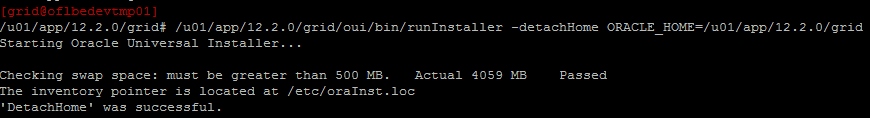 [grid@oflbedevtmp01]
/u01/app/12.2.0/grid# /u01/app/12.2.0/grid/oui/bin/runInstaller -detachHome ORACLE_HOME=/u01/app/12.2.0/grid
Starting Oracle Universal Installer...
Checking swap space: must be greater than 500 MB.   Actual 4059 MB    Passed
The inventory pointer is located at /etc/oraInst.loc
'DetachHome' was successful.